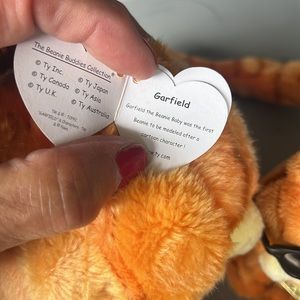 The Beanie Buddies Collection
© Ty Inc.
© Ty Japan
© Ty Canada
© Ty Asia
© Ty U.K.
© Ty Australia
Garfield
Garfield the Beanie Baby was the first
Beanie to be modeled after a
cartoon character!
ty.com